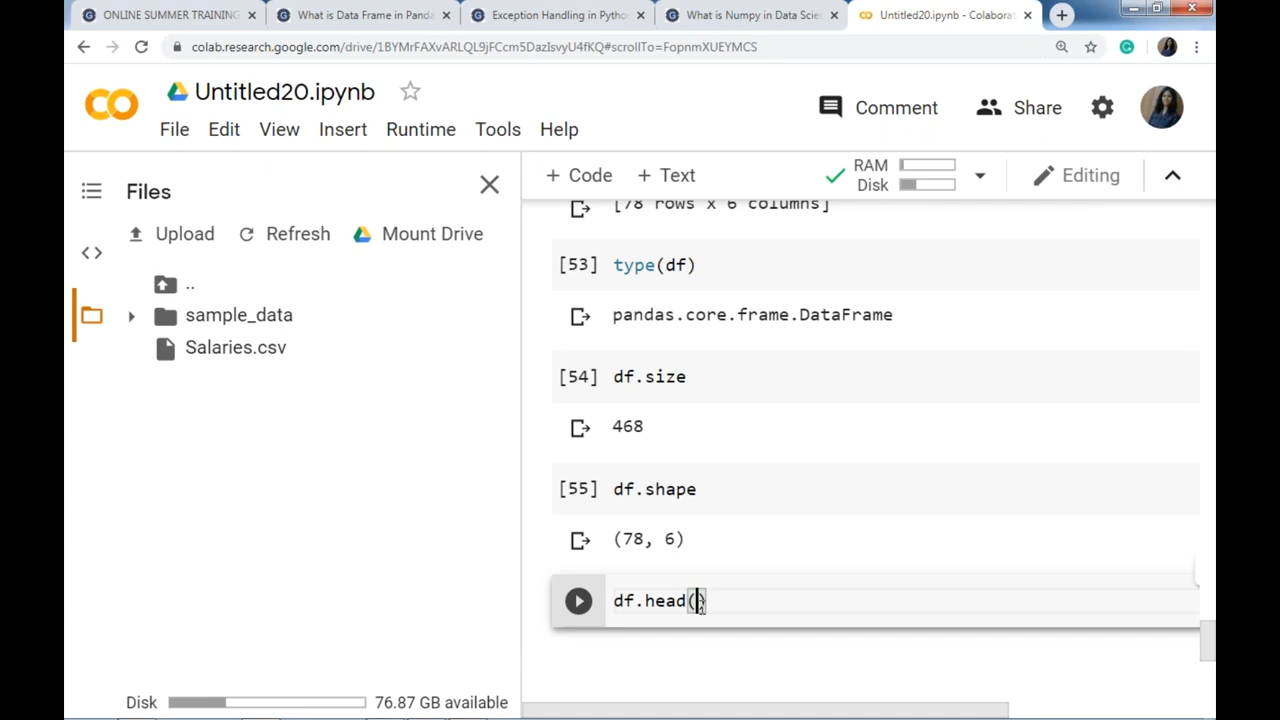 ONLINE SUMMER TRAINING
What is Data Frame in Panda
Exception Handling in Python
What is Numpy in Data Scien
Untitled20.ipynb - Colaborat
colab.research.google.com/drive/1BYMrFAXvARLQL9jFCcm5DazIsvyU4fKQ#scrollTo=FopnmXUEYMCS
Untitled20.ipynb
Comment
Share
File Edit View Insert Runtime Tools Help
Files
+ Code + Text
RAM
Disk
Editing
Upload Refresh Mount Drive
[78 rows x 6 columns]
..
sample_data
Salaries.csv
[53] type(df)
pandas.core.frame.DataFrame
[54] df.size
468
[55] df.shape
(78, 6)
df.head()
Disk 76.87 GB available